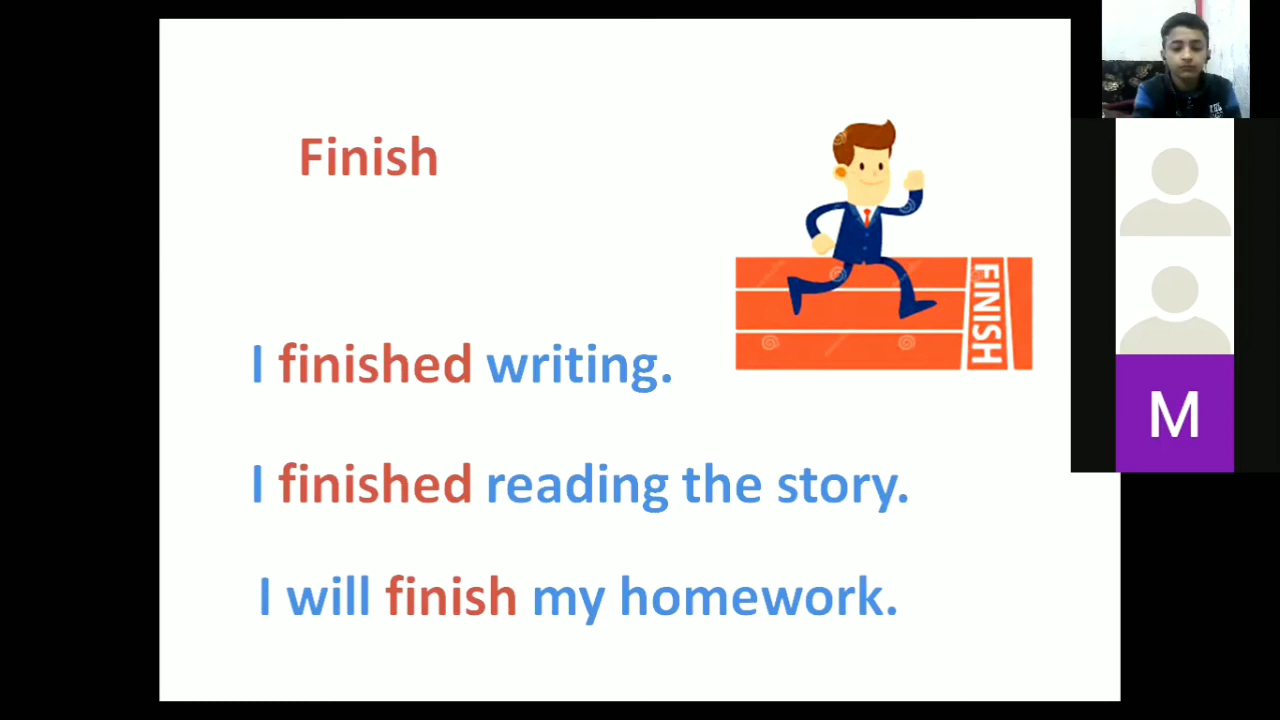 Finish
FINISH
I finished writing.
I finished reading the story.
I will finish my homework.
M